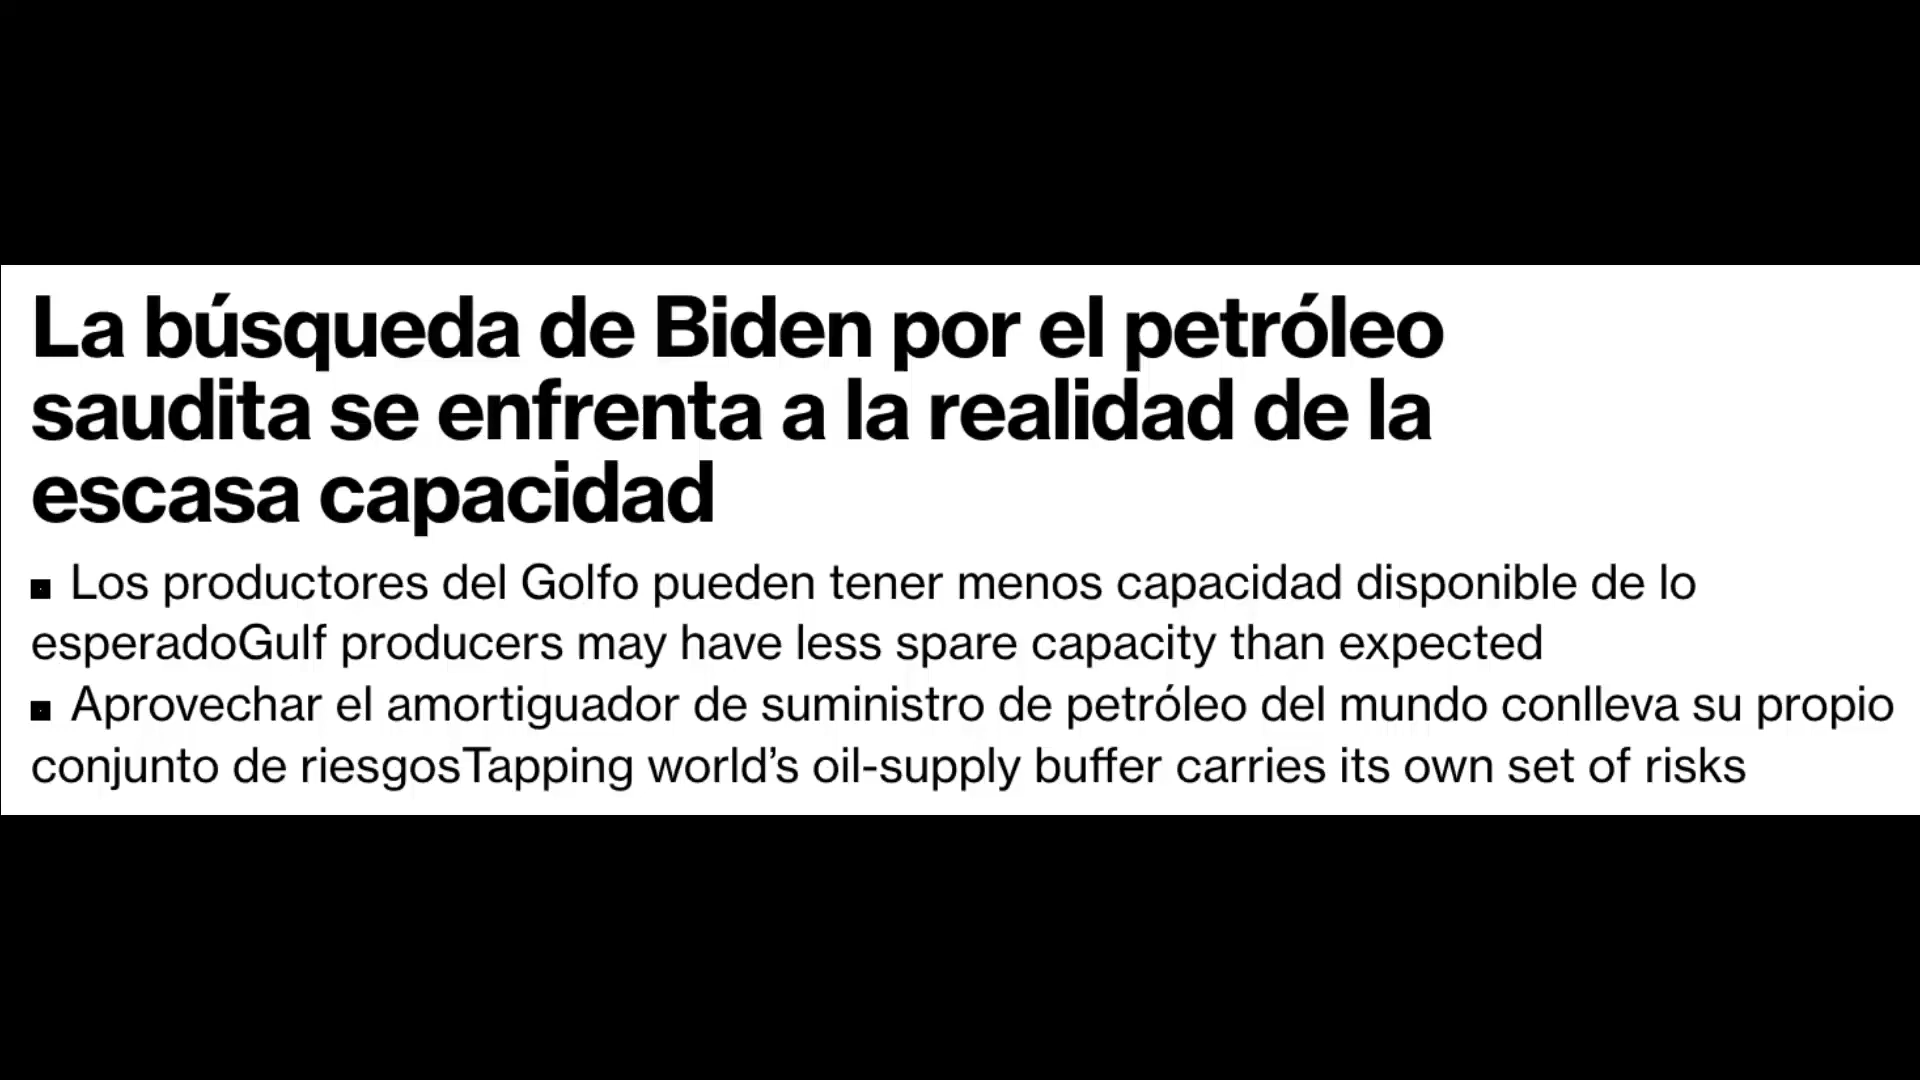 La búsqueda de Biden por el petróleo
saudita se enfrenta a la realidad de la
escasa capacidad
▪ Los productores del Golfo pueden tener menos capacidad disponible de lo
esperadoGulf producers may have less spare capacity than expected
▪ Aprovechar el amortiguador de suministro de petróleo del mundo conlleva su propio
conjunto de riesgosTapping world’s oil-supply buffer carries its own set of risks